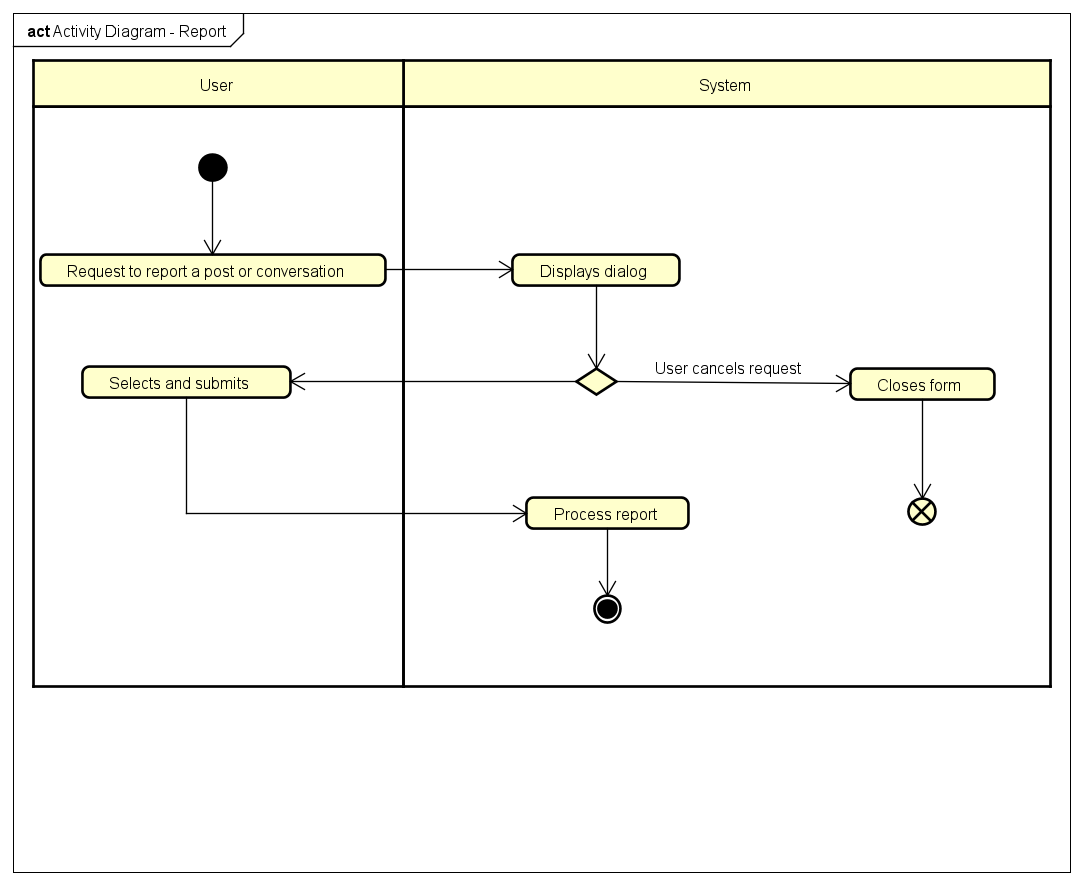 act Activity Diagram - Report
User
System
Request to report a post or conversation
Displays dialog
User cancels request
Selects and submits
Closes form
Process report